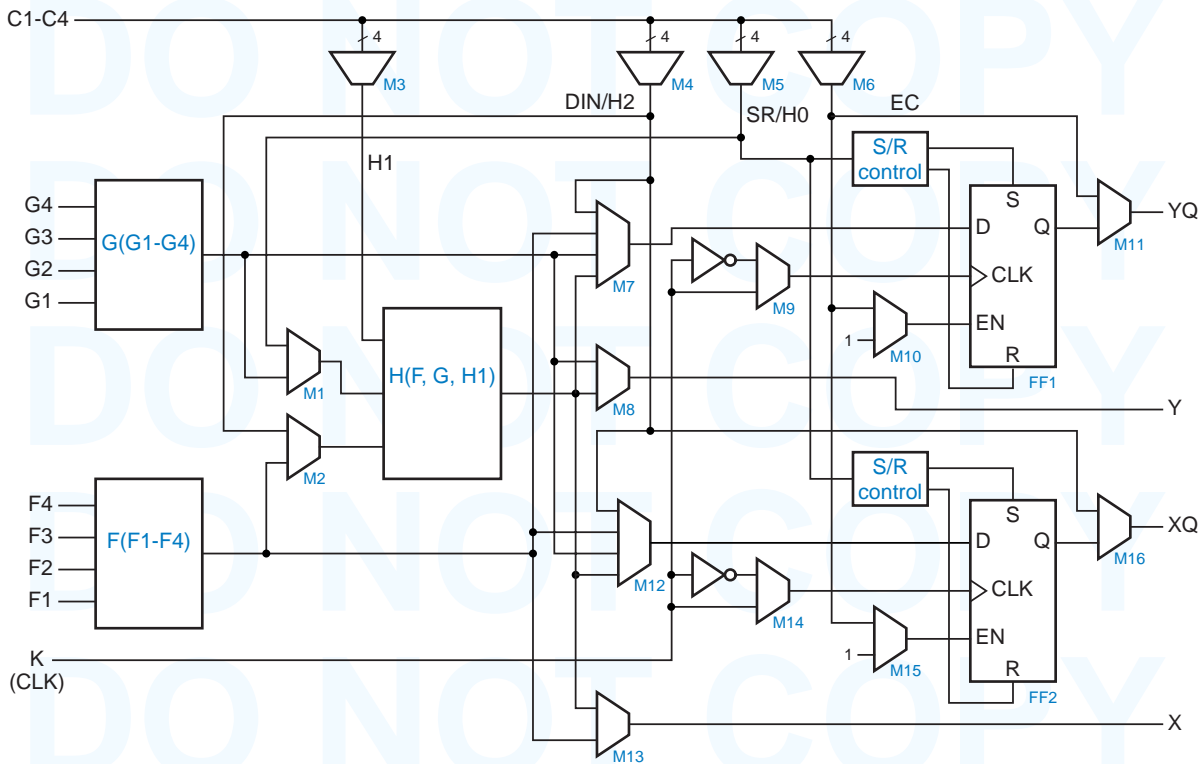 DO NOT COPY
C1-C4
4
4
4
4
M3
M4
M5
M6
DIN/H2
SR/H0
EC
H1
S/R
control
G4
G3
G2
G1
G(G1-G4)
M7
M9
M10
1
S
D
Q
CLK
EN
R
FF1
M11
YQ
DO NOT COPY
M1
M2
H(F, G, H1)
M8
Y
DO NOT COPY
F4
F3
F2
F1
F(F1-F4)
M12
M14
M15
1
S/R
control
S
D
Q
CLK
EN
R
FF2
M16
XQ
DO NOT COPY
K
(CLK)
M13
X
DO NOT COPY